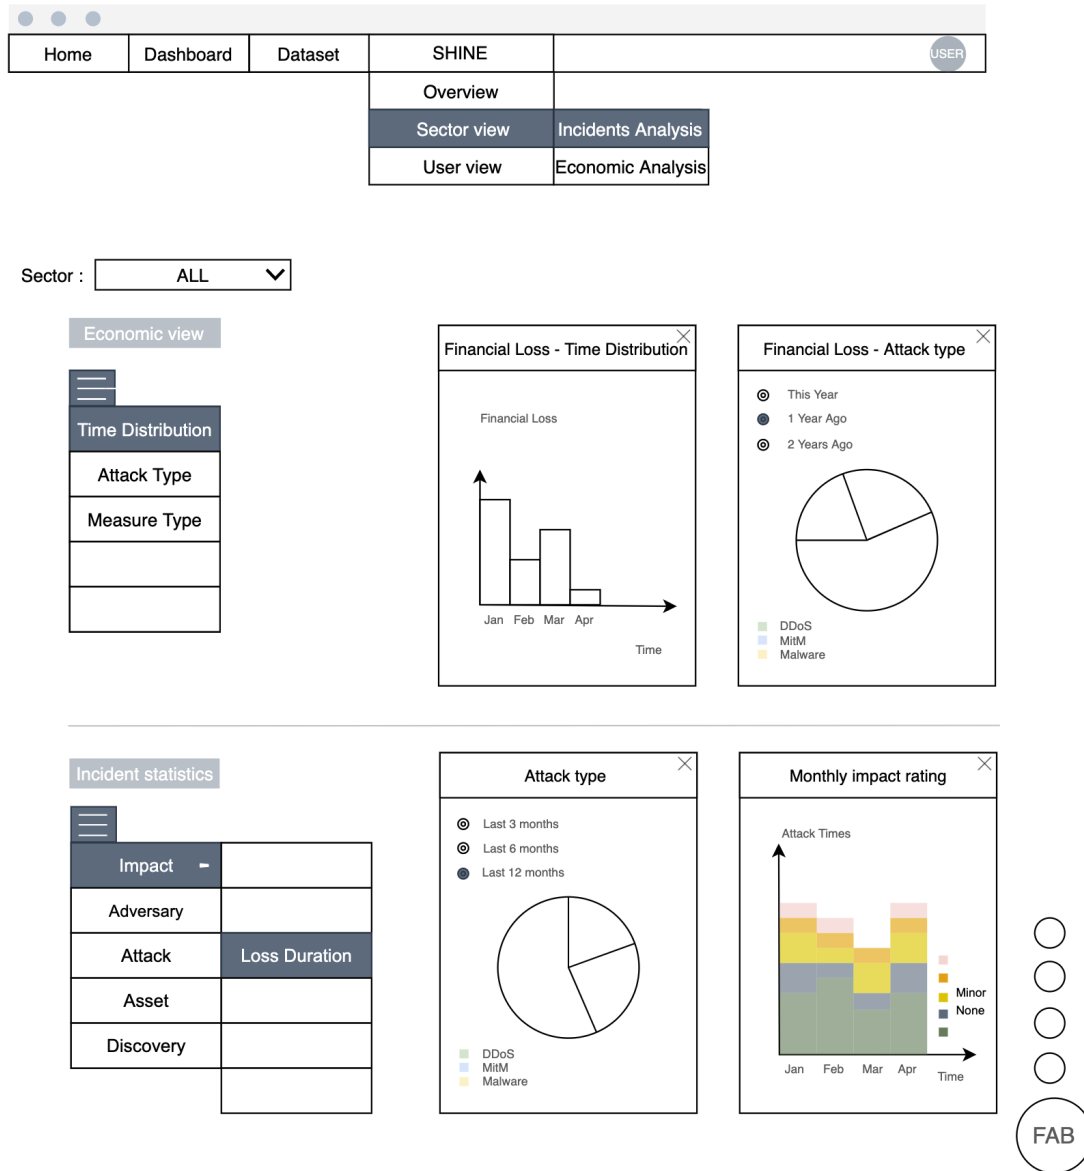 Home
Dashboard
Dataset
SHINE
USER
Overview
Sector view
Incidents Analysis
User view
Economic Analysis
Sector :
ALL
Economic view
Time Distribution
Attack Type
Measure Type
Financial Loss - Time Distribution
Financial Loss
Jan Feb Mar Apr
Time
Financial Loss - Attack type
This Year
1 Year Ago
2 Years Ago
DDoS
MitM
Malware
Incident statistics
Impact
Adversary
Attack
Loss Duration
Asset
Discovery
Attack type
Last 3 months
Last 6 months
Last 12 months
DDoS
MitM
Malware
Monthly impact rating
Attack Times
Minor
None
Jan Feb Mar Apr
Time
FAB